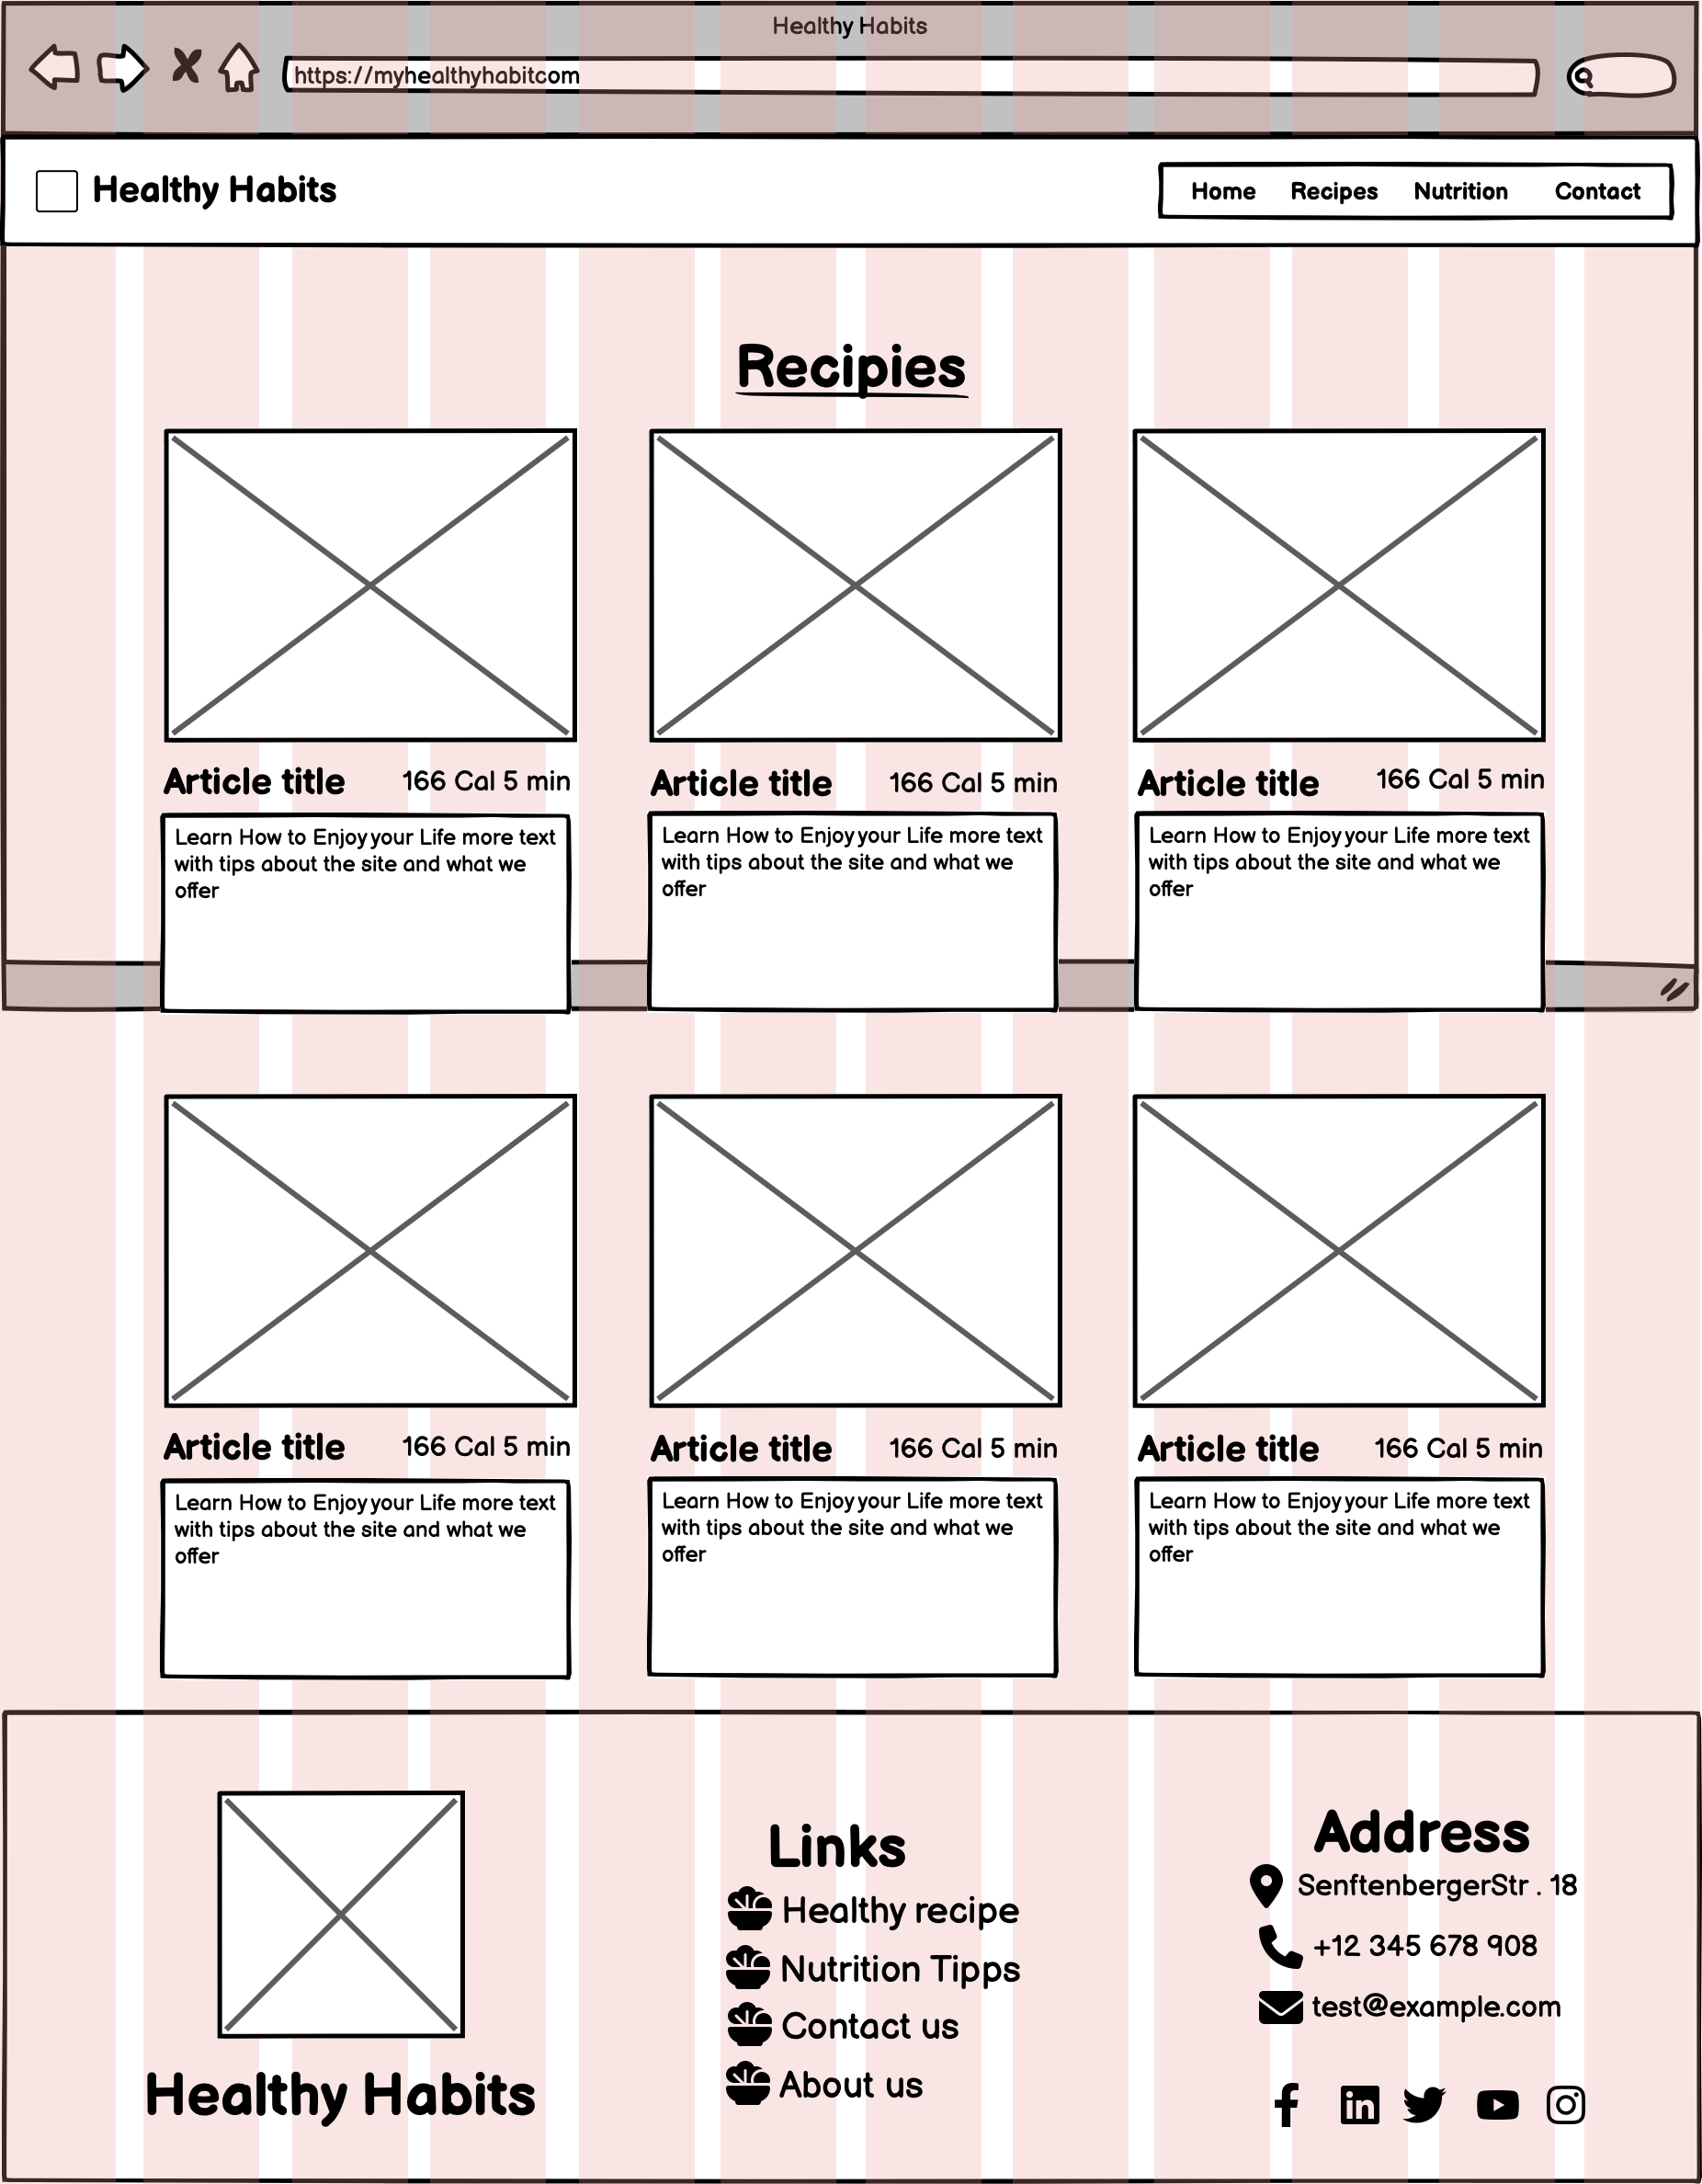 Healthy Habits
https://myhealthyhabitcom
Healthy Habits
Home Recipes Nutrition Contact
Recipies
Article title 166 Cal 5 min
Learn How to Enjoy your Life more text
with tips about the site and what we
offer
Article title 166 Cal 5 min
Learn How to Enjoy your Life more text
with tips about the site and what we
offer
Article title 166 Cal 5 min
Learn How to Enjoy your Life more text
with tips about the site and what we
offer
Article title 166 Cal 5 min
Learn How to Enjoy your Life more text
with tips about the site and what we
offer
Article title 166 Cal 5 min
Learn How to Enjoy your Life more text
with tips about the site and what we
offer
Article title 166 Cal 5 min
Learn How to Enjoy your Life more text
with tips about the site and what we
offer
Healthy Habits
Links
Healthy recipe
Nutrition Tipps
Contact us
About us
Address
SenftenbergerStr . 18
+12 345 678 908
test@example.com